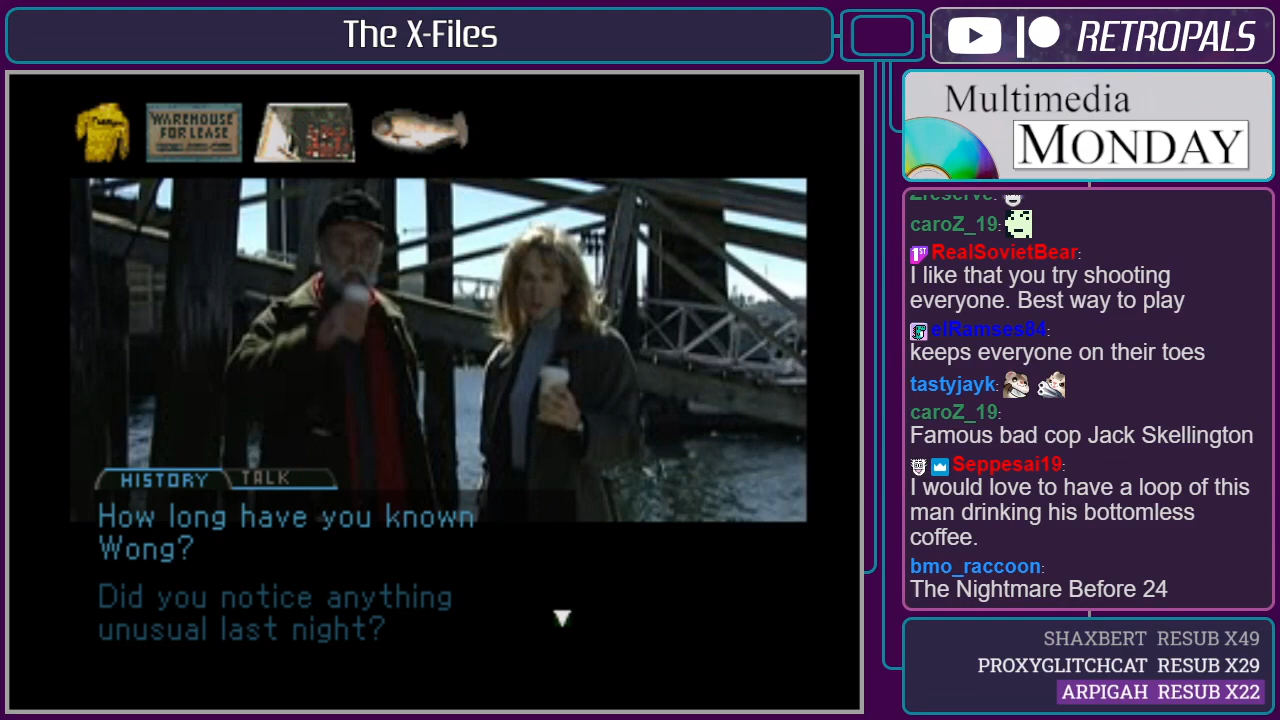 The X-Files
RETROPALS
Multimedia
MONDAY
WAREHOUSE
FOR LEASE
HISTORY
TALK
How long have you known
Wong?
Did you notice anything
unusual last night?
Zreserve:
caroZ_19:
1ST RealSovietBear:
I like that you try shooting
everyone. Best way to play
elRamses84:
keeps everyone on their toes
tastyjayk:
caroZ_19:
Famous bad cop Jack Skellington
Seppesai19:
I would love to have a loop of this
man drinking his bottomless
coffee.
bmo_raccoon:
The Nightmare Before 24
SHAXBERT RESUB X49
PROXYGLITCHCAT RESUB X29
ARPIGAH RESUB X22